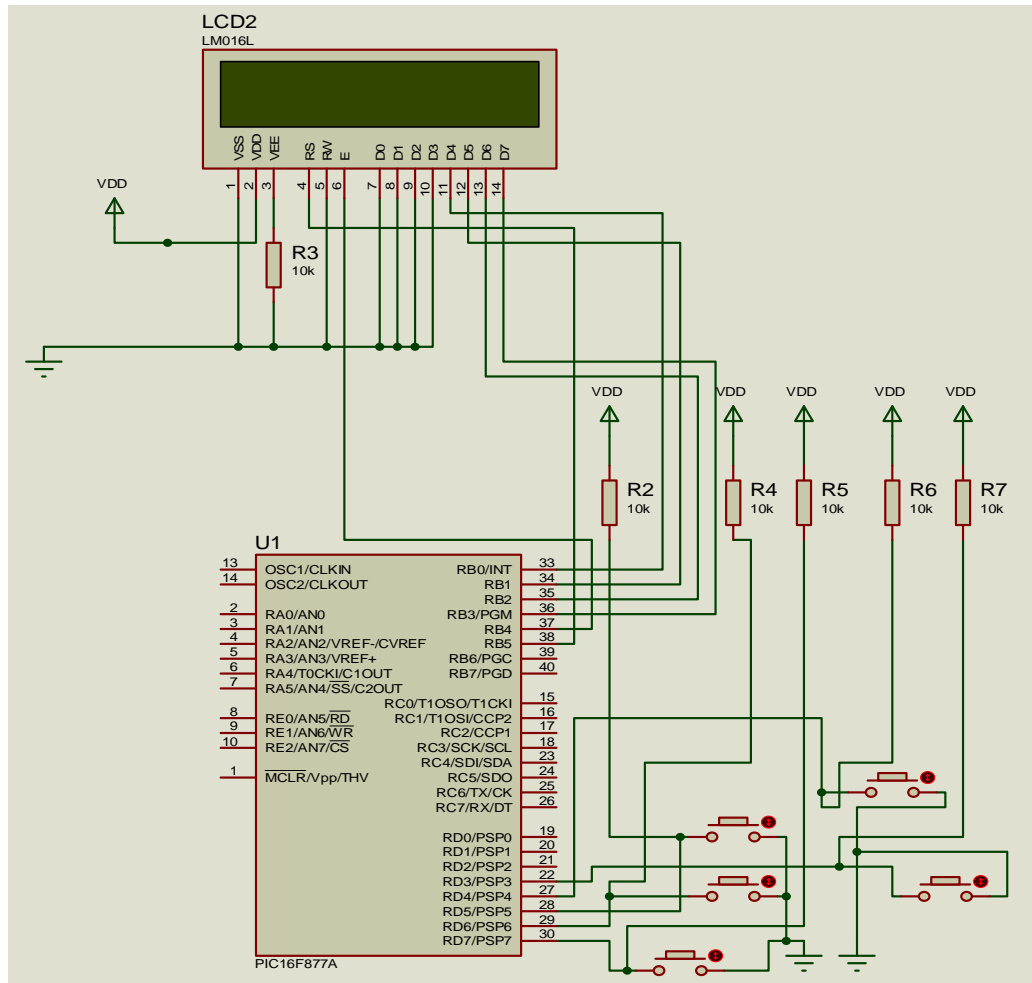 LCD2
LM016L
VSS VDD VEE RS RW E D0 D1 D2 D3 D4 D5 D6 D7
1 2 3 4 5 6 7 8 9 10 11 12 13 14
VDD
R3
10k
VDD VDD VDD VDD VDD
R2 R4 R5 R6 R7
10k 10k 10k 10k 10k
U1
13 OSC1/CLKIN RB0/INT 33
14 OSC2/CLKOUT RB1 34
RB2 35
2 RA0/AN0 RB3/PGM 36
3 RA1/AN1 RB4 37
4 RA2/AN2/VREF-/CVREF RB5 38
5 RA3/AN3/VREF+ RB6/PGC 39
6 RA4/T0CKI/C1OUT RB7/PGD 40
7 RA5/AN4/SS/C2OUT
RC0/T1OSO/T1CKI 15
8 RE0/AN5/RD RC1/T1OSI/CCP2 16
9 RE1/AN6/WR RC2/CCP1 17
10 RE2/AN7/CS RC3/SCK/SCL 18
RC4/SDI/SDA 23
1 MCLR/Vpp/THV RC5/SDO 24
RC6/TX/CK 25
RC7/RX/DT 26
RD0/PSP0 19
RD1/PSP1 20
RD2/PSP2 21
RD3/PSP3 22
RD4/PSP4 27
RD5/PSP5 28
RD6/PSP6 29
RD7/PSP7 30
PIC16F877A